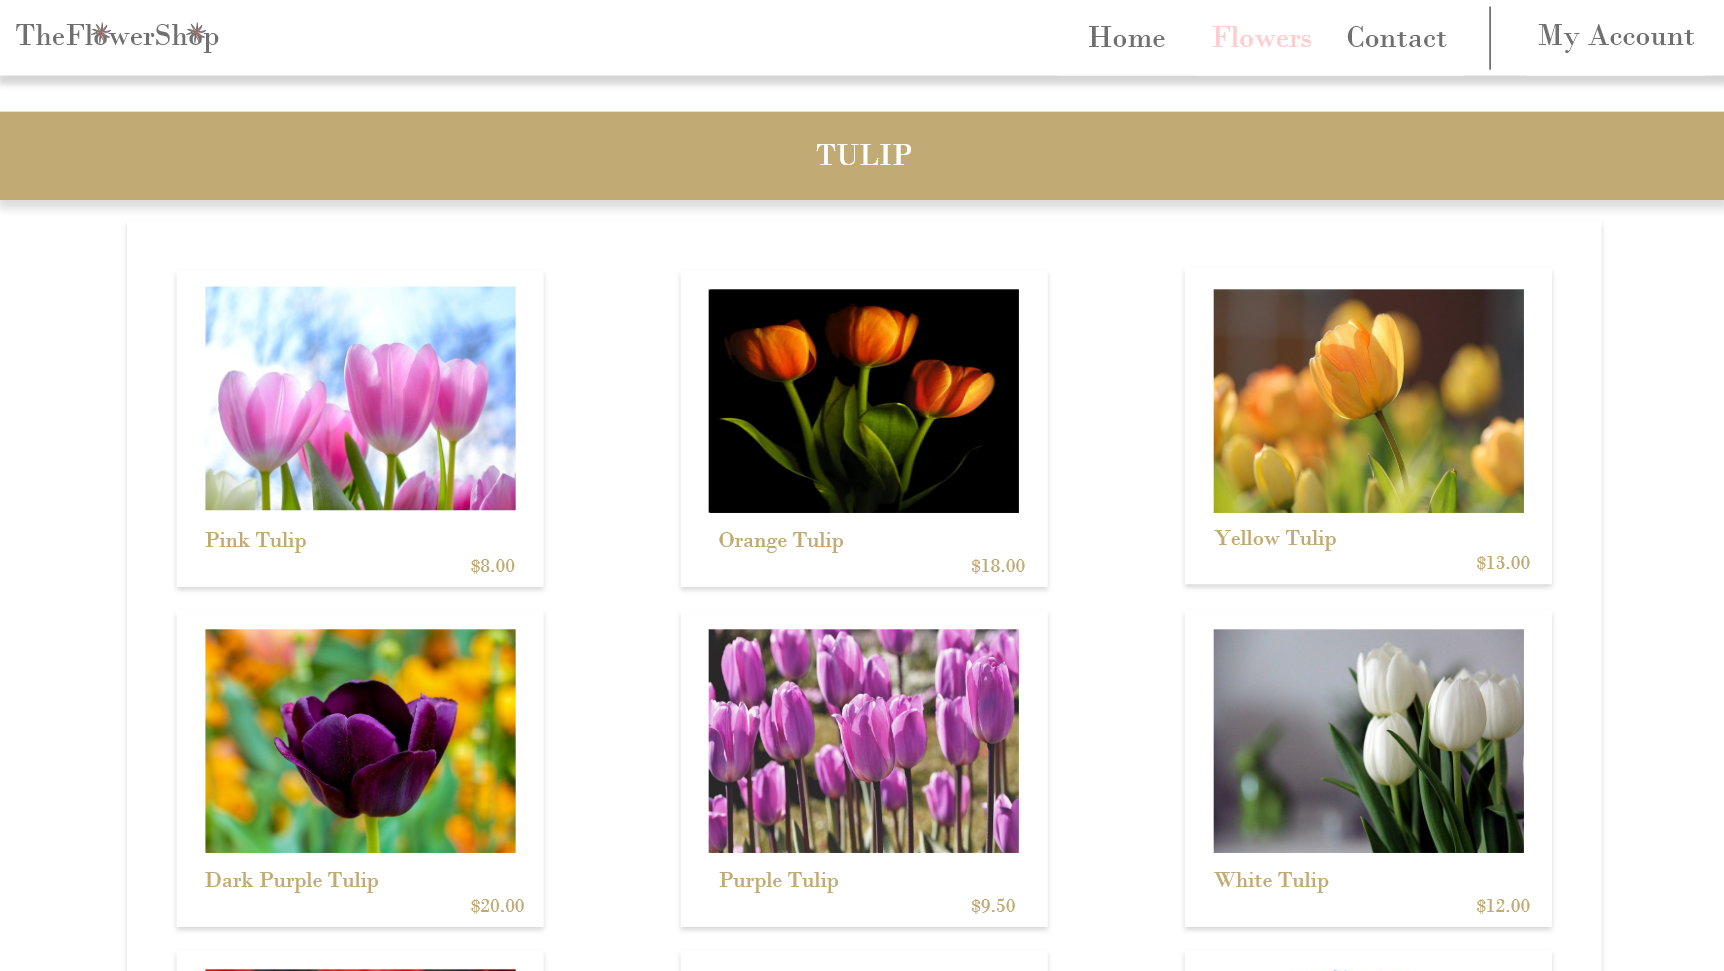 TheFlowerShop
Home Flowers Contact My Account
TULIP
Pink Tulip
$8.00
Orange Tulip
$18.00
Yellow Tulip
$13.00
Dark Purple Tulip
$20.00
Purple Tulip
$9.50
White Tulip
$12.00